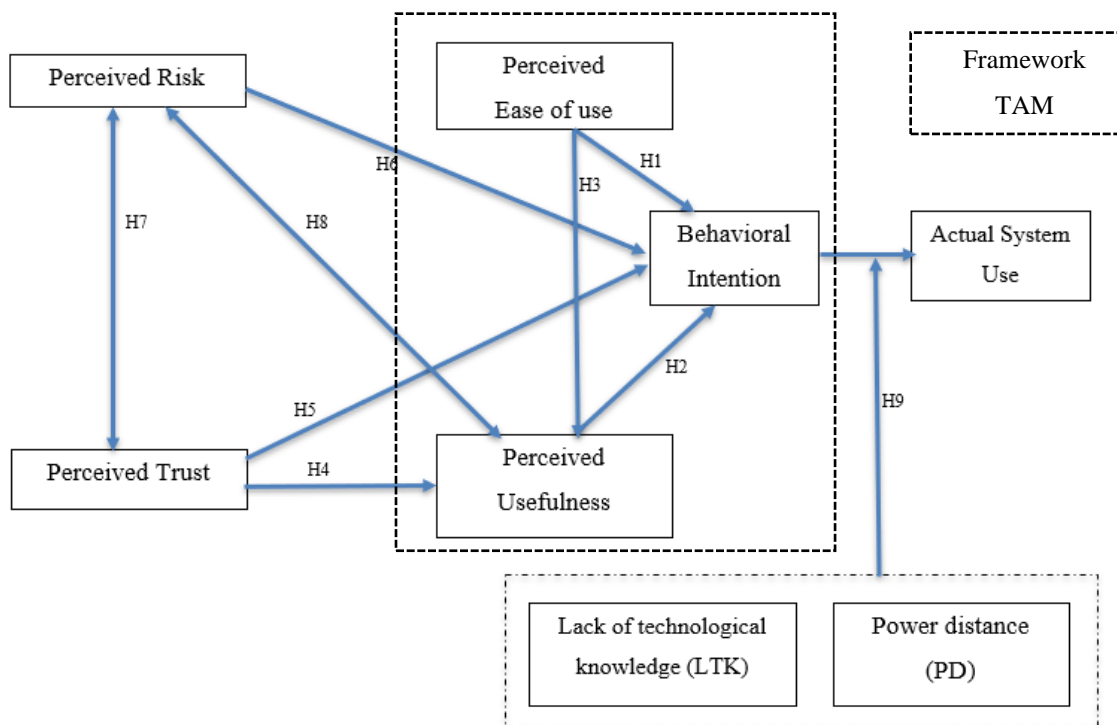 Perceived Risk
Perceived
Ease of use
Framework
TAM
H6
H1
H3
H7
H8
Behavioral
Intention
Actual System
Use
H2
H9
H5
Perceived Trust
H4
Perceived
Usefulness
Lack of technological
knowledge (LTK)
Power distance
(PD)